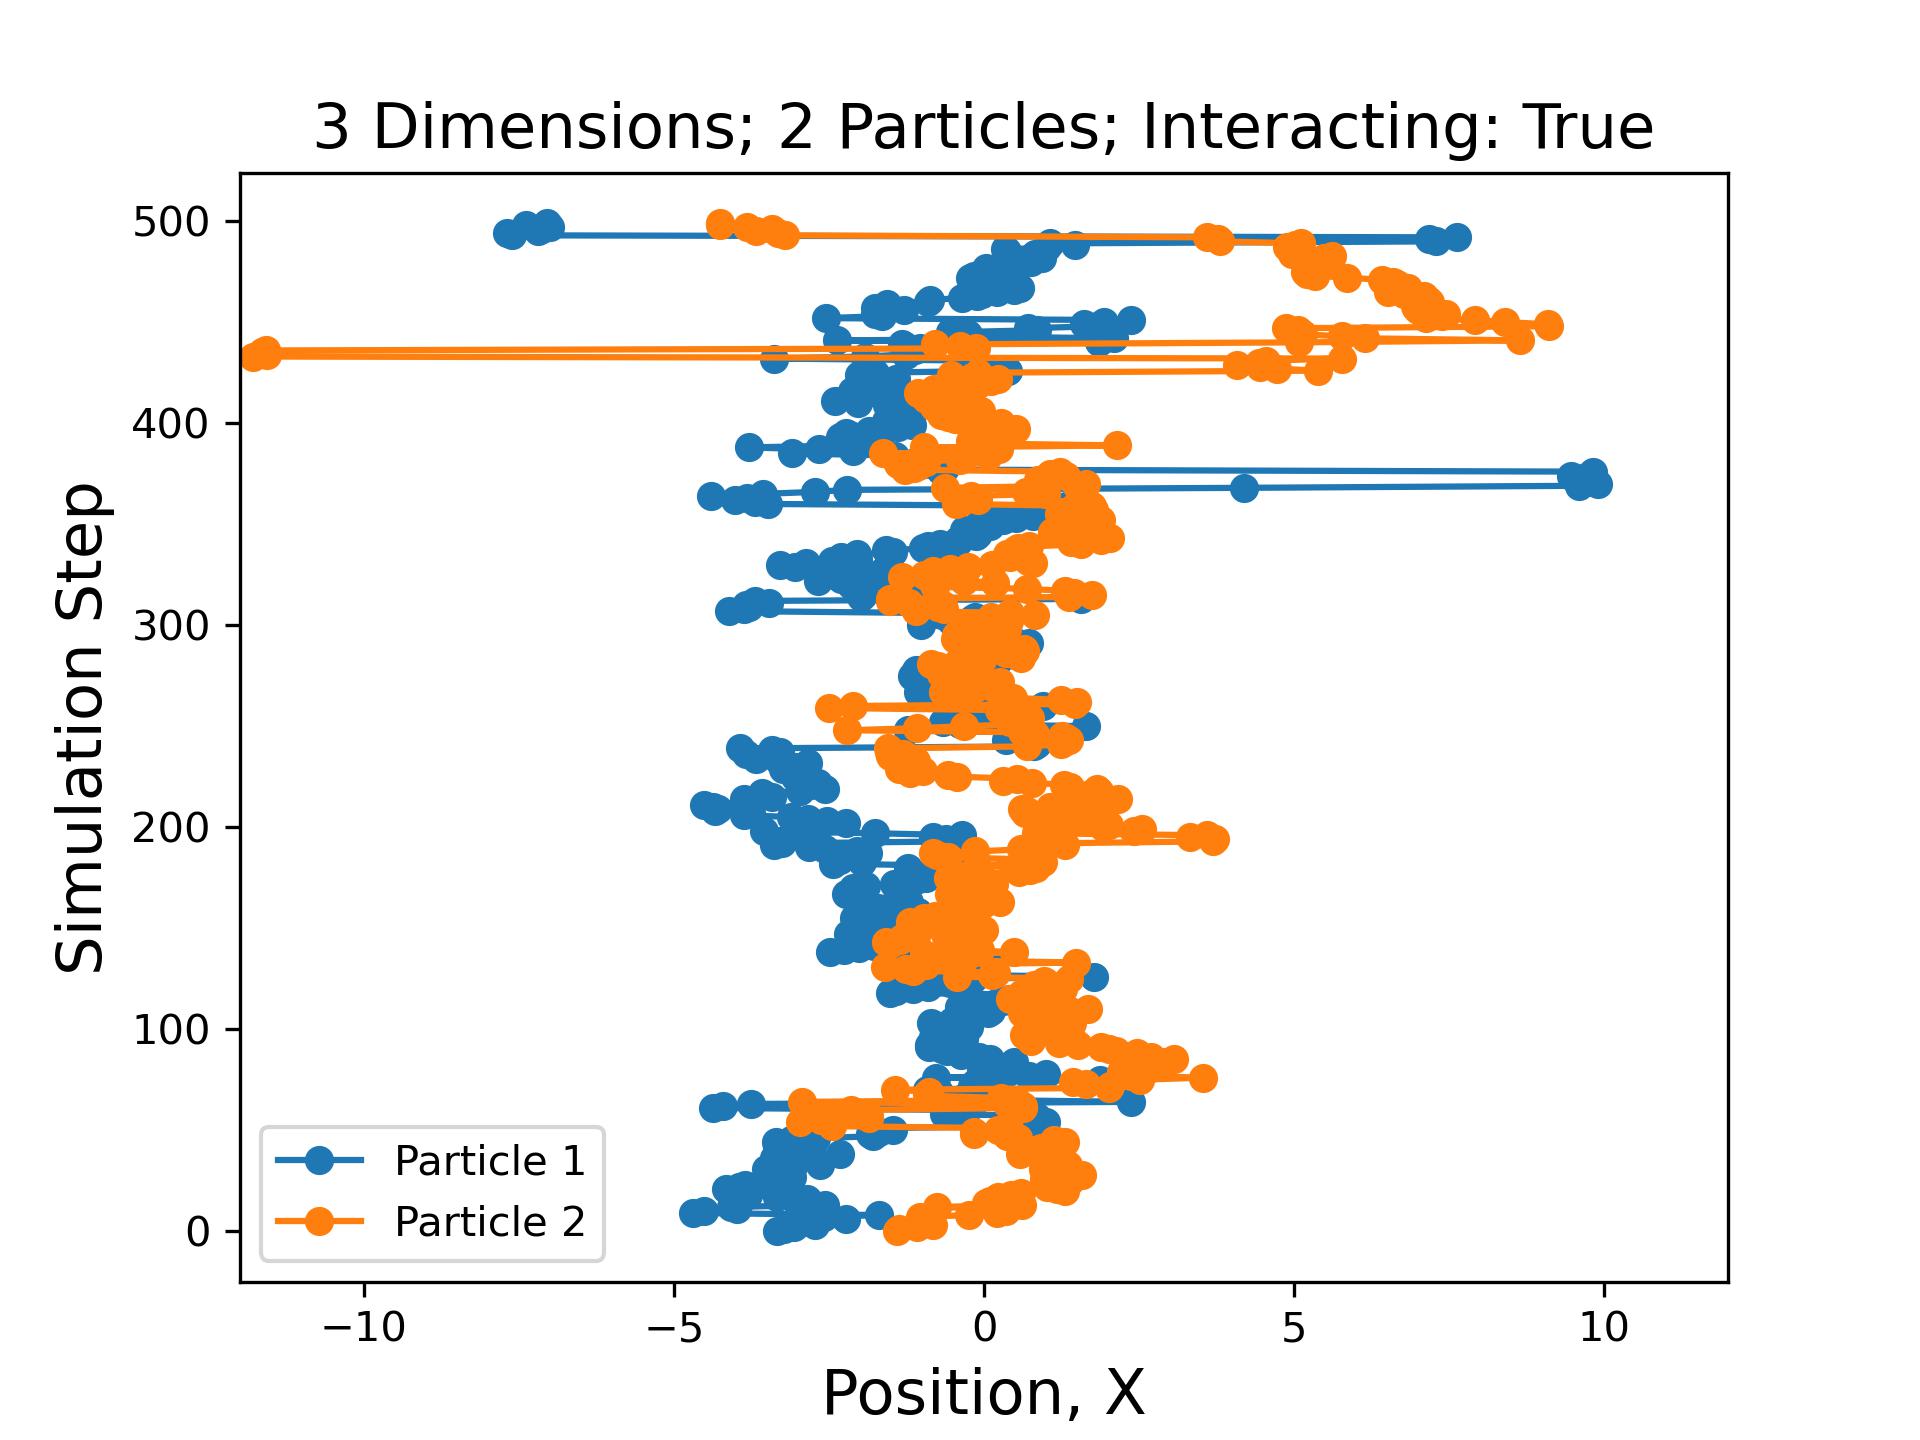 3 Dimensions; 2 Particles; Interacting: True
500
400
300
200
100
0
Simulation Step
Particle 1
Particle 2
−10 −5 0 5 10
Position, X